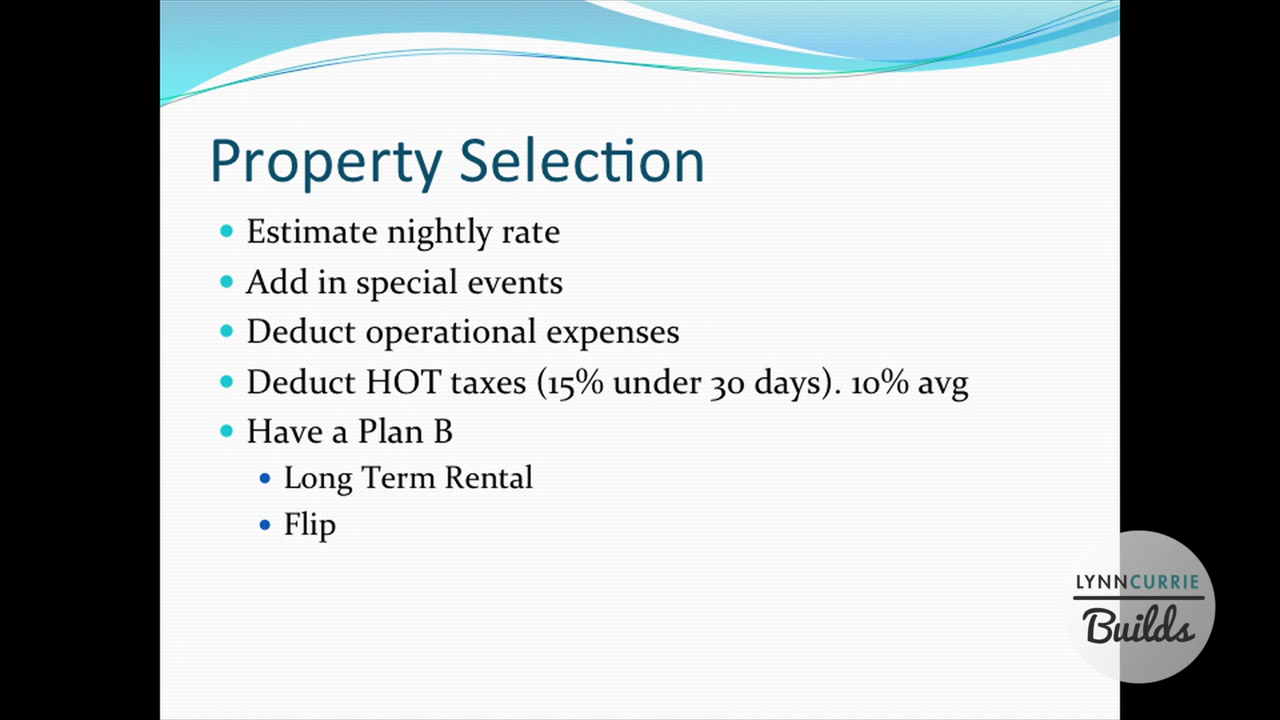 Property Selection
Estimate nightly rate
Add in special events
Deduct operational expenses
Deduct HOT taxes (15% under 30 days). 10% avg
Have a Plan B
Long Term Rental
Flip
LYNNCURRIE
Builds